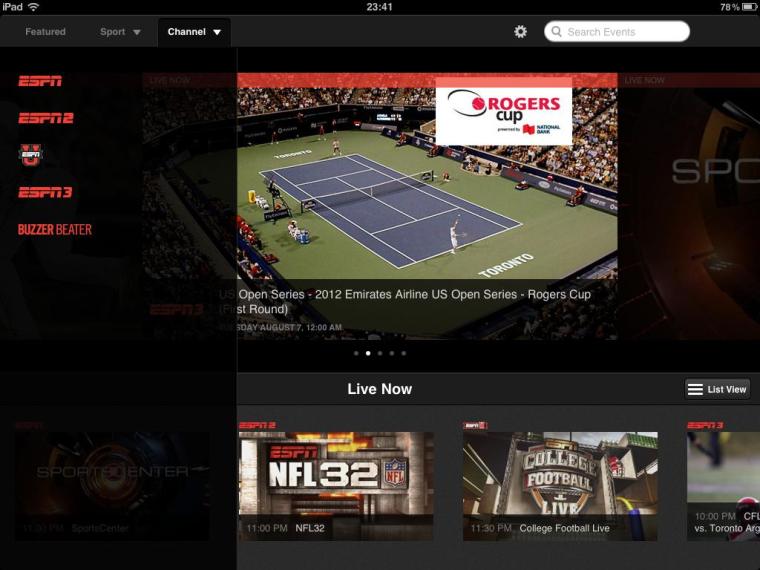 iPad
23:41
78%
Featured
Sport
Channel
Search Events
ESPN
ESPN2
ESPN U
ESPN3
BUZZER BEATER
LIVE NOW
LIVE NOW
ROGERS
cup
presented by NATIONAL
BANK
TORONTO
TORONTO
SPO
ESPN3
US Open Series - 2012 Emirates Airline US Open Series - Rogers Cup
(First Round)
SDAY AUGUST 7, 12:00 AM
Live Now
List View
ESPN
SPORTSCENTER
11:30 PM SportsCenter
ESPN2
ESPN
NFL32
NFL
11:00 PM NFL32
ESPN U
COLLEGE
FOOTBALL
LIVE
11:30 PM College Football Live
ESPN3
10:00 PM CFL
vs. Toronto Arg